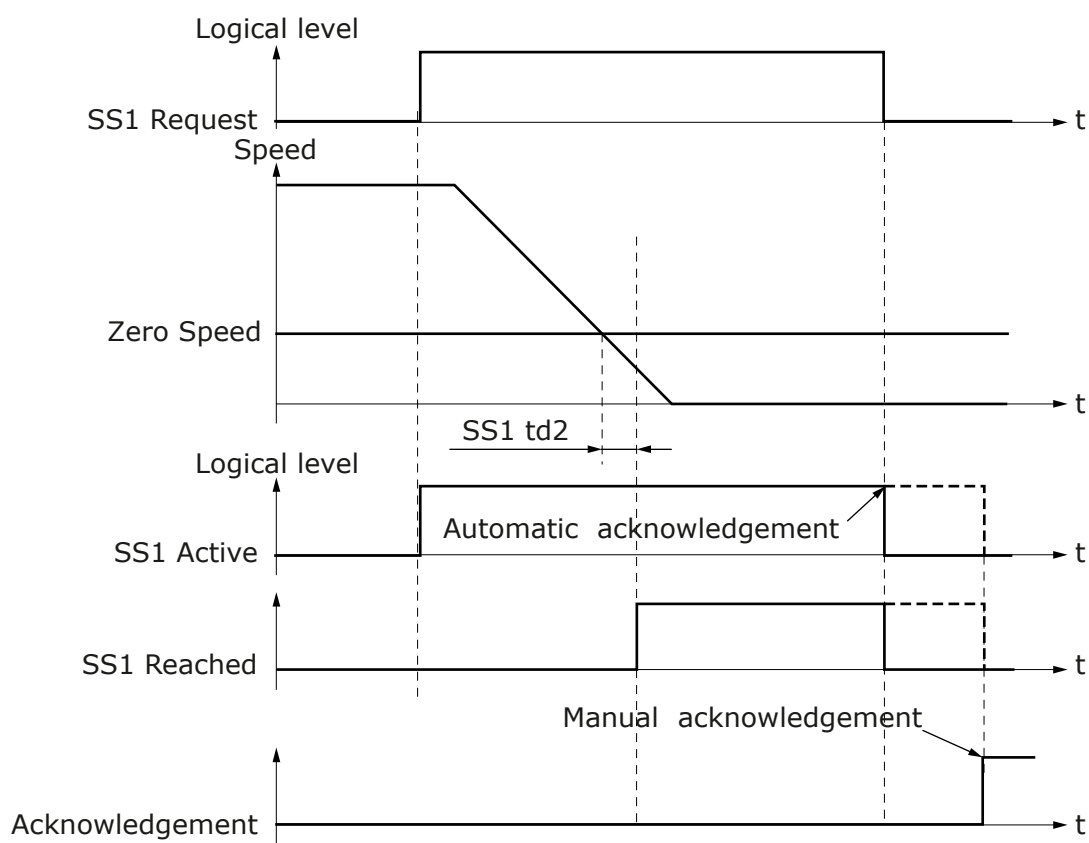 Logical level
SS1 Request
t
Speed
Zero Speed
t
SS1 td2
Logical level
Automatic acknowledgement
SS1 Active
t
SS1 Reached
t
Manual acknowledgement
Acknowledgement
t